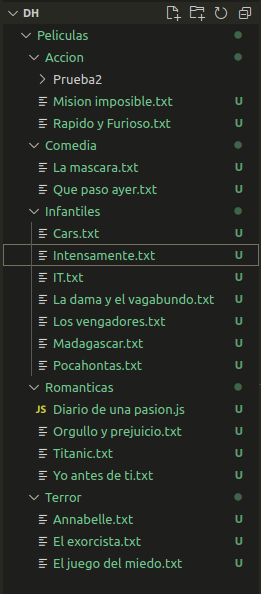 DH
Peliculas
Accion
Prueba2
Mision imposible.txt U
Rapido y Furioso.txt U
Comedia
La mascara.txt U
Que paso ayer.txt U
Infantiles
Cars.txt U
Intensamente.txt U
IT.txt U
La dama y el vagabundo.txt U
Los vengadores.txt U
Madagascar.txt U
Pocahontas.txt U
Romanticas
JS Diario de una pasion.js U
Orgullo y prejuicio.txt U
Titanic.txt U
Yo antes de ti.txt U
Terror
Annabelle.txt U
El exorcista.txt U
El juego del miedo.txt U